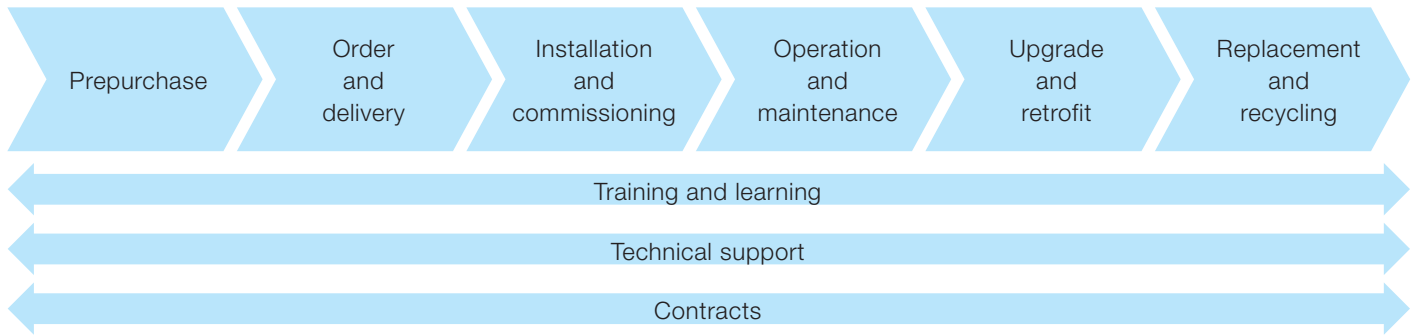 Prepurchase
Order
and
delivery
Installation
and
commissioning
Operation
and
maintenance
Upgrade
and
retrofit
Replacement
and
recycling
Training and learning
Technical support
Contracts